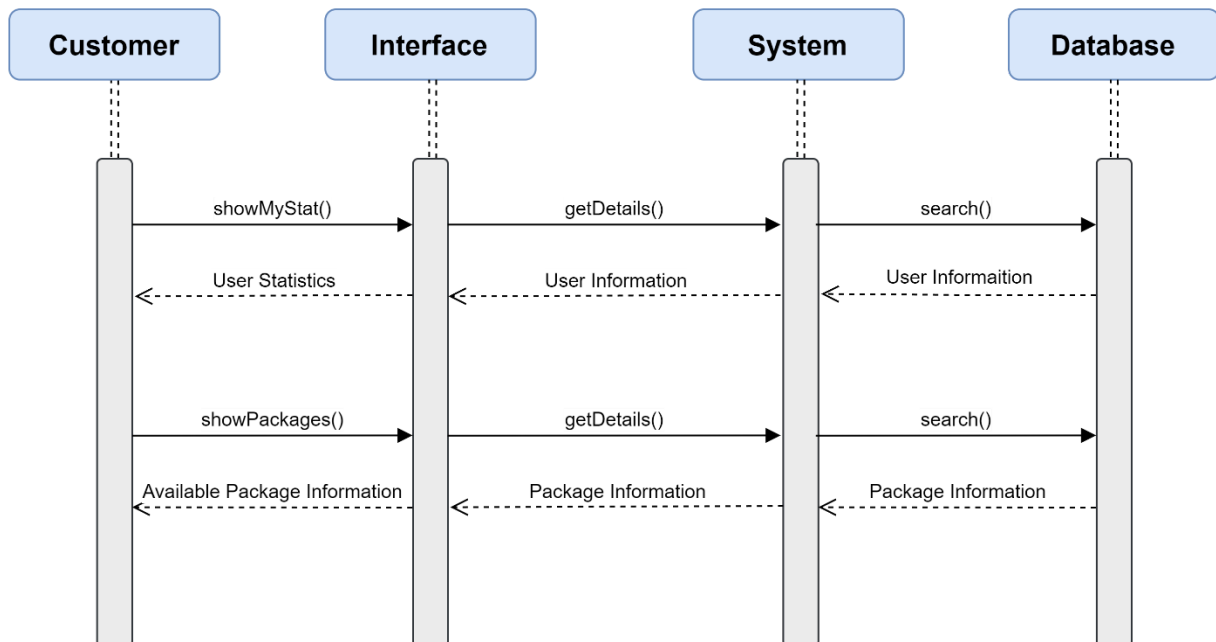 Customer
Interface
System
Database
showMyStat()
getDetails()
search()
User Statistics
User Information
User Informaition
showPackages()
getDetails()
search()
Available Package Information
Package Information
Package Information